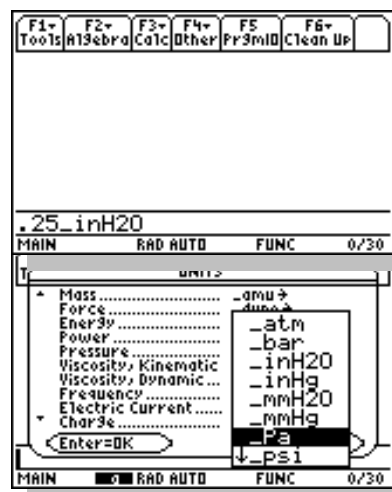 F1 F2 F3 F4 F5 F6
Tools Algebra Calc Other PrgmIO Clean Up
.25_inH2O
MAIN RAD AUTO FUNC 0/30
UNITS
Mass.................... _amu→
Force...................
Energy.................
Power..................
Pressure...............
Viscosity, Kinematic
Viscosity, Dynamic...
Frequency.............
Electric Current......
Charge.................
_atm
_bar
_inH2O
_inHg
_mmH2O
_mmHg
_Pa
↓_psi
Enter=OK
MAIN RAD AUTO FUNC 0/30